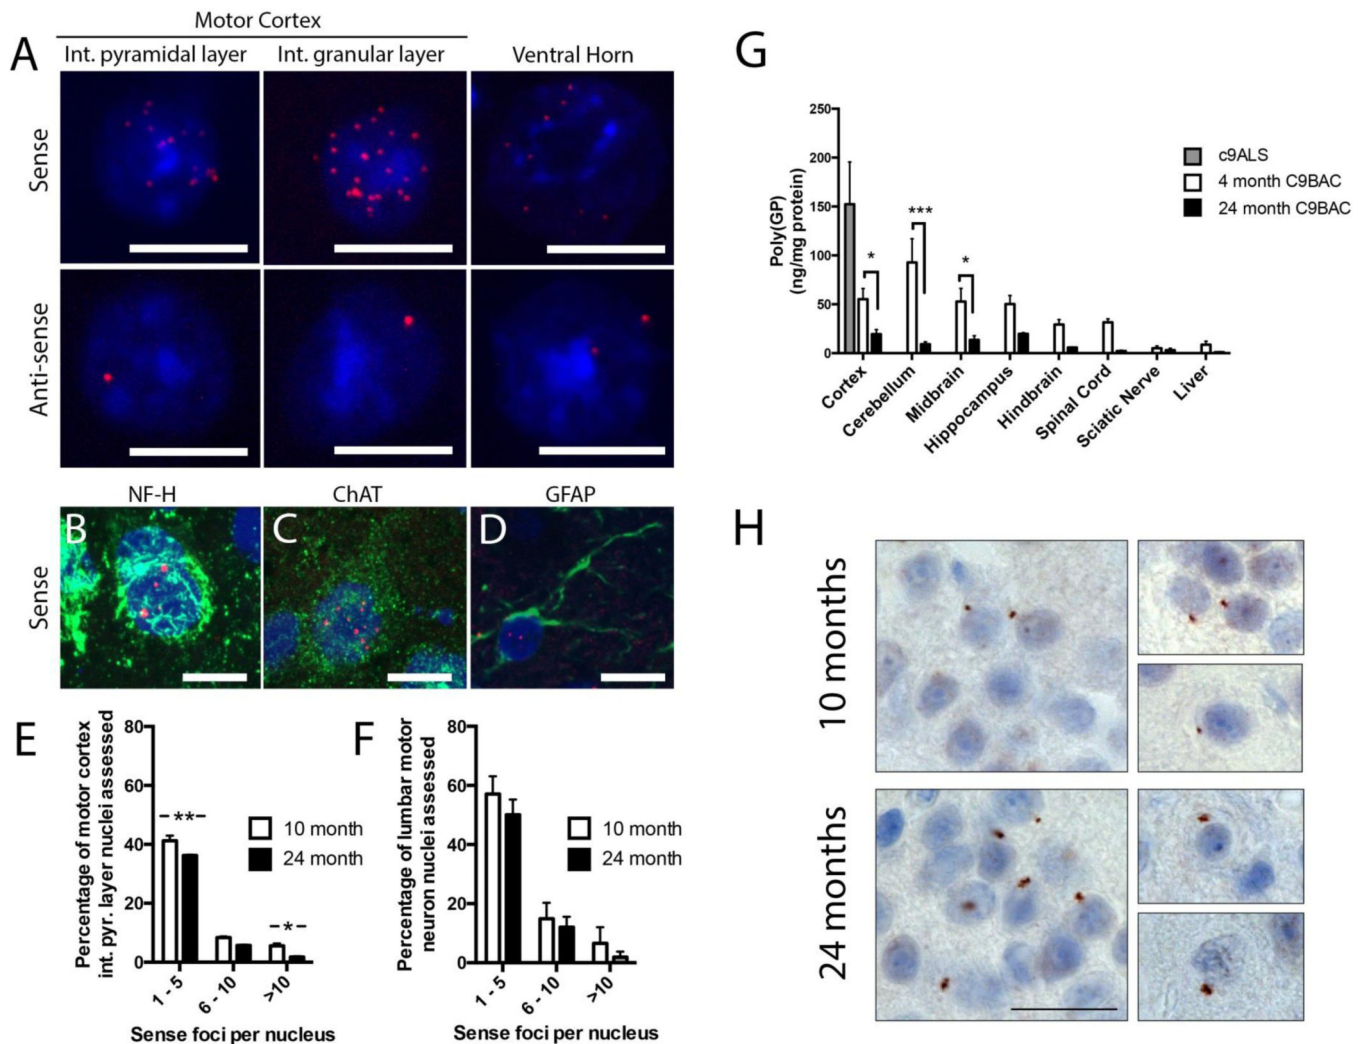 A
Motor Cortex
Int. pyramidal layer
Int. granular layer
Ventral Horn
Sense
Anti-sense
NF-H
ChAT
GFAP
Sense
B
C
D
E
Percentage of motor cortex
int. pyr. layer nuclei assessed
80
60
40
20
0
-**-
-*-
10 month
24 month
1 - 5
6 - 10
>10
Sense foci per nucleus
F
Percentage of lumbar motor
neuron nuclei assessed
80
60
40
20
0
10 month
24 month
1 - 5
6 - 10
>10
Sense foci per nucleus
G
Poly(GP)
(ng/mg protein)
250
200
150
100
50
0
*
***
*
c9ALS
4 month C9BAC
24 month C9BAC
Cortex
Cerebellum
Midbrain
Hippocampus
Hindbrain
Spinal Cord
Sciatic Nerve
Liver
H
10 months
24 months